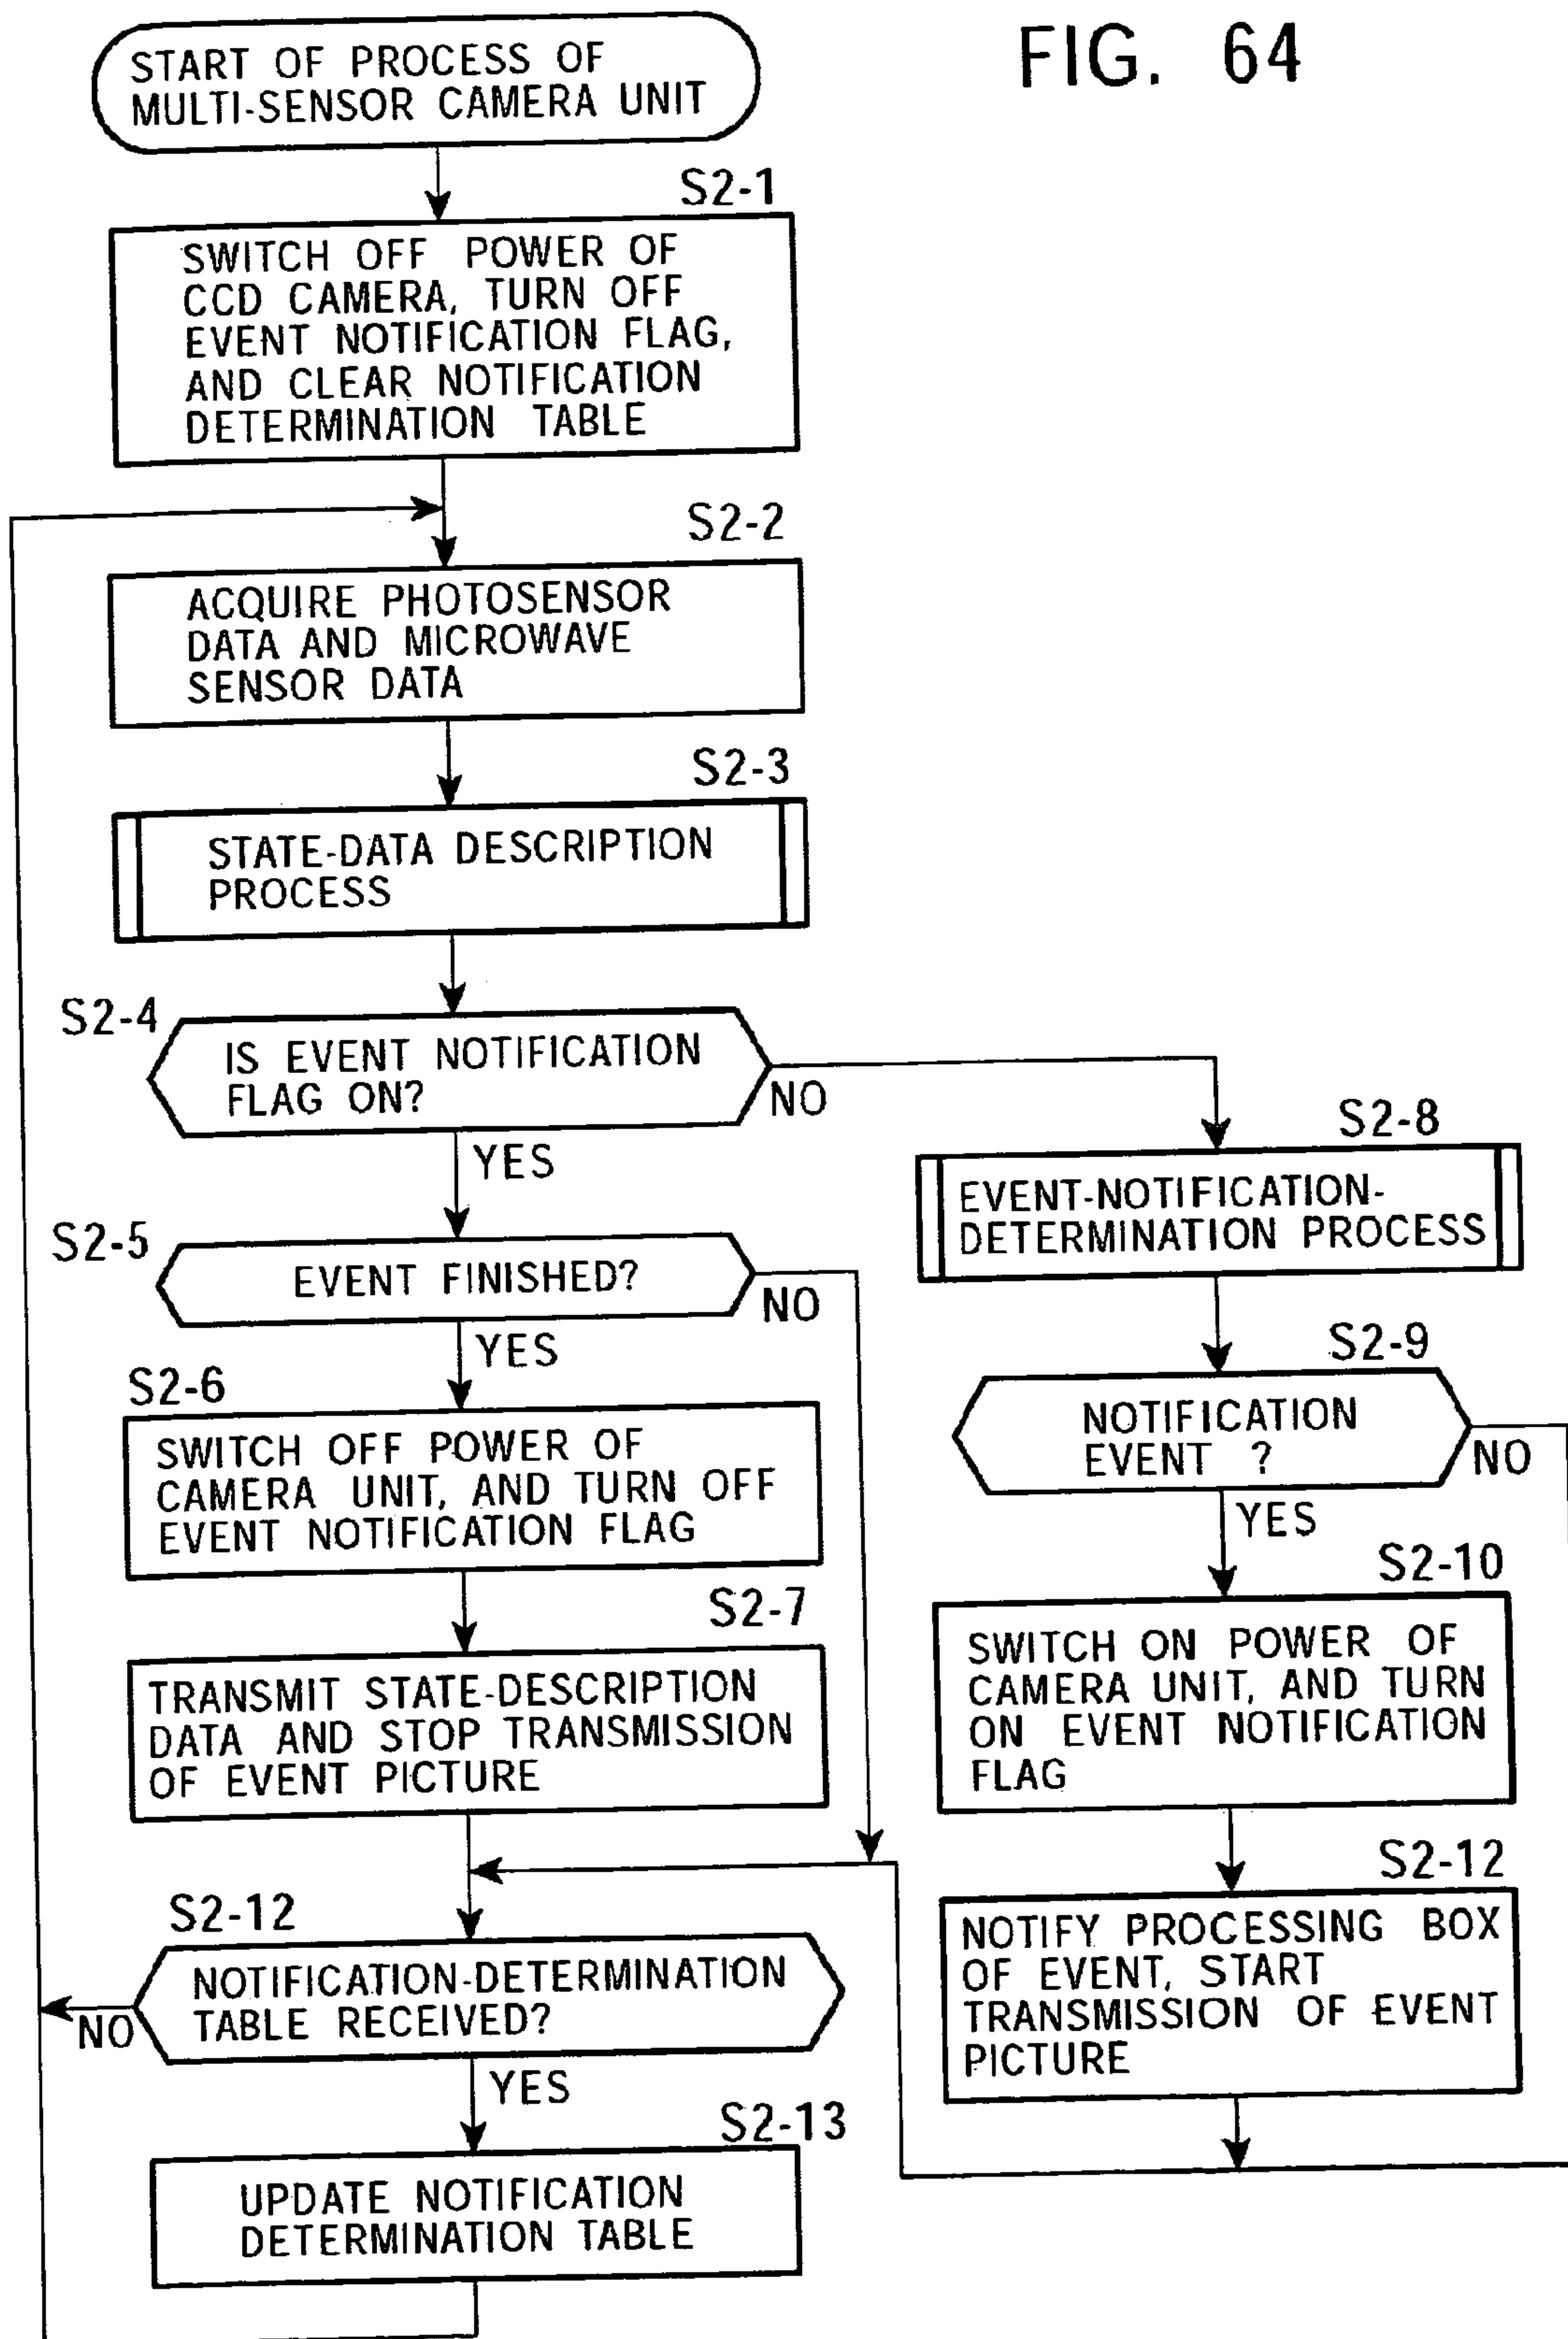 FIG. 64
START OF PROCESS OF
MULTI-SENSOR CAMERA UNIT
S2-1
SWITCH OFF POWER OF
CCD CAMERA, TURN OFF
EVENT NOTIFICATION FLAG,
AND CLEAR NOTIFICATION
DETERMINATION TABLE
S2-2
ACQUIRE PHOTOSENSOR
DATA AND MICROWAVE
SENSOR DATA
S2-3
STATE-DATA DESCRIPTION
PROCESS
S2-4
IS EVENT NOTIFICATION
FLAG ON?
NO
YES
S2-5
EVENT FINISHED?
NO
YES
S2-6
SWITCH OFF POWER OF
CAMERA UNIT, AND TURN OFF
EVENT NOTIFICATION FLAG
S2-7
TRANSMIT STATE-DESCRIPTION
DATA AND STOP TRANSMISSION
OF EVENT PICTURE
S2-8
EVENT-NOTIFICATION-
DETERMINATION PROCESS
S2-9
NOTIFICATION
EVENT ?
NO
YES
S2-10
SWITCH ON POWER OF
CAMERA UNIT, AND TURN
ON EVENT NOTIFICATION
FLAG
S2-12
NOTIFY PROCESSING BOX
OF EVENT, START
TRANSMISSION OF EVENT
PICTURE
S2-12
NOTIFICATION-DETERMINATION
TABLE RECEIVED?
NO
YES
S2-13
UPDATE NOTIFICATION
DETERMINATION TABLE